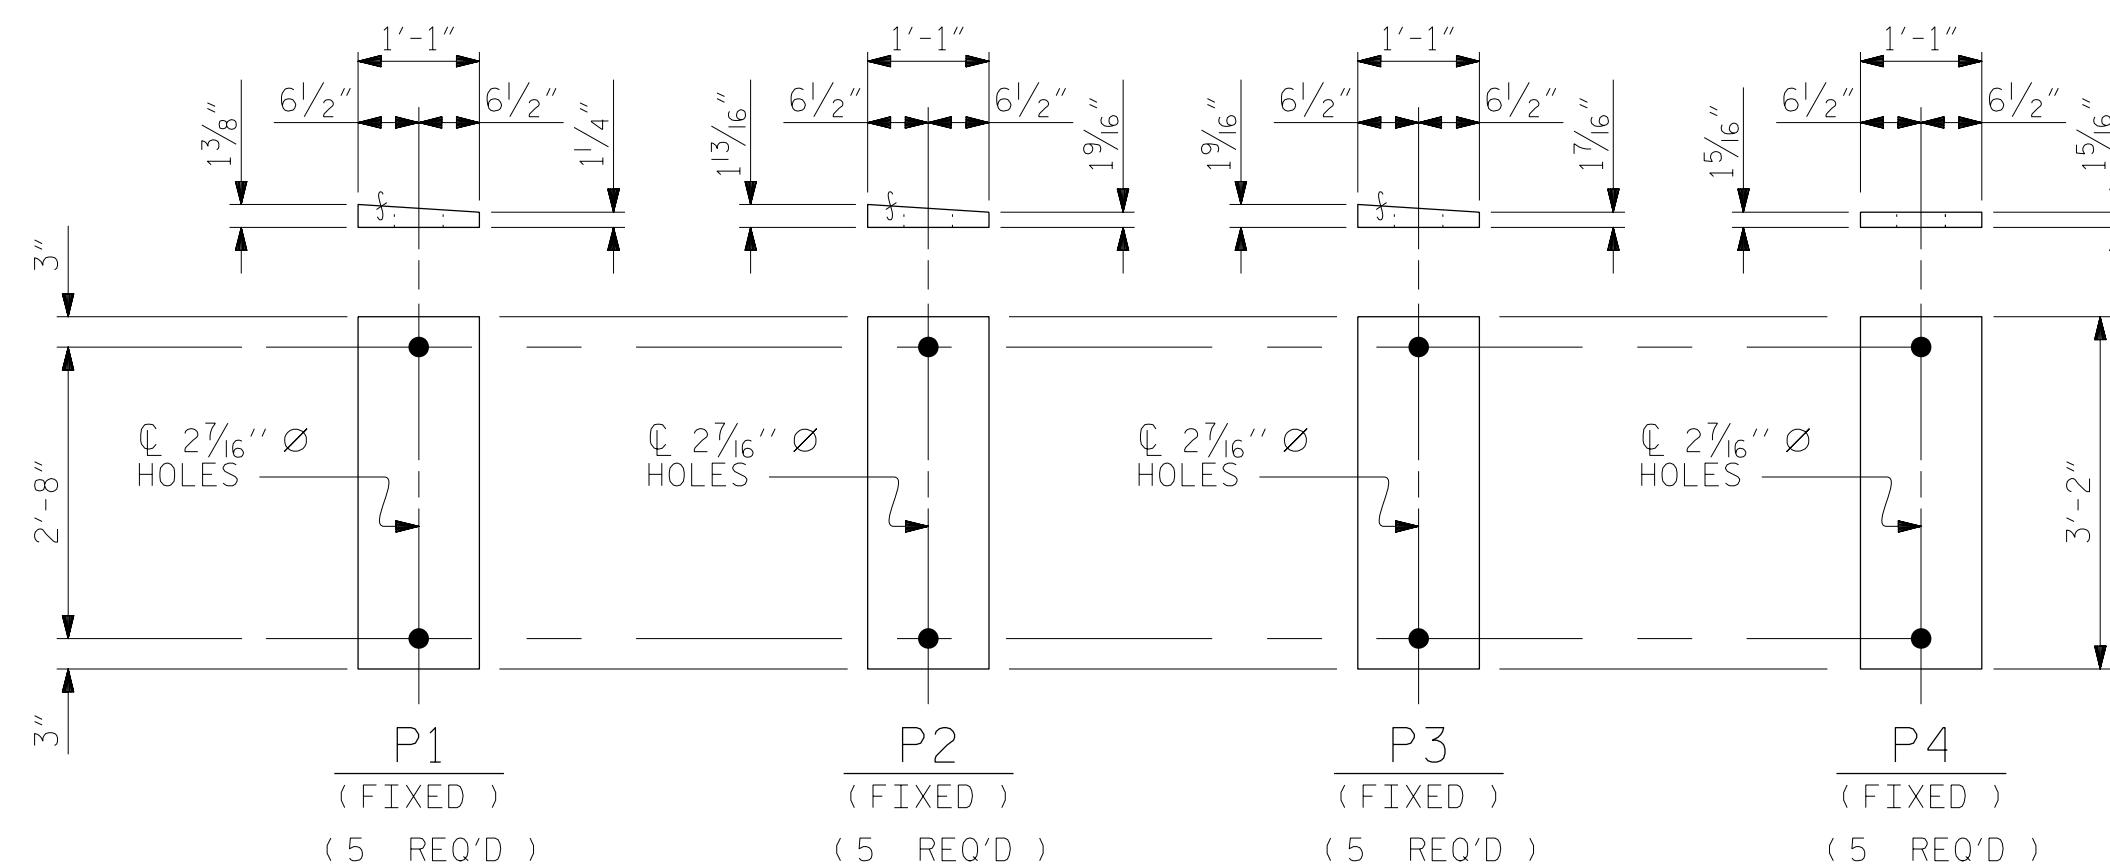 1'-1" 1'-1" 1'-1" 1'-1"
6 1/2" 6 1/2" 6 1/2" 6 1/2" 6 1/2" 6 1/2" 6 1/2" 6 1/2"
1 3/8" 1 1/4" 1 13/16" 1 9/16" 1 9/16" 1 7/16" 1 5/16" 1 5/16"
f f f
3"
℄ 2 7/16" Ø ℄ 2 7/16" Ø ℄ 2 7/16" Ø ℄ 2 7/16" Ø
HOLES HOLES HOLES HOLES
2'-8" 3'-2"
3"
P1 P2 P3 P4
(FIXED ) (FIXED ) (FIXED ) (FIXED )
(5 REQ'D ) (5 REQ'D ) (5 REQ'D ) (5 REQ'D )